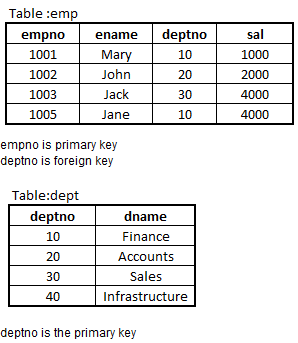 Table :emp
empno ename deptno sal
1001 Mary 10 1000
1002 John 20 2000
1003 Jack 30 4000
1005 Jane 10 4000
empno is primary key
deptno is foreign key
Table:dept
deptno dname
10 Finance
20 Accounts
30 Sales
40 Infrastructure
deptno is the primary key